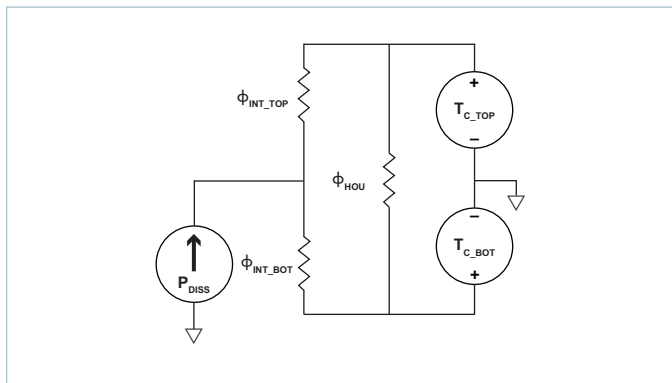 ϕINT_TOP
+
TC_TOP
−
ϕHOU
−
TC_BOT
+
ϕINT_BOT
PDISS